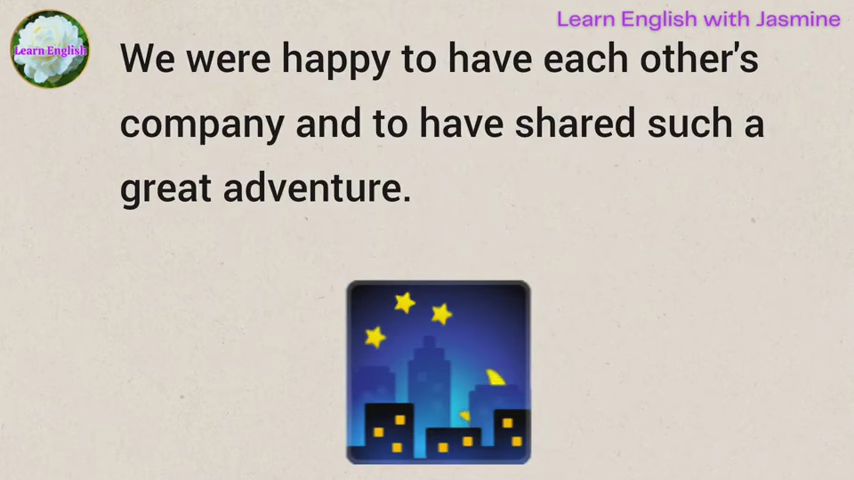 Learn English with Jasmine
Learn English
We were happy to have each other's
company and to have shared such a
great adventure.